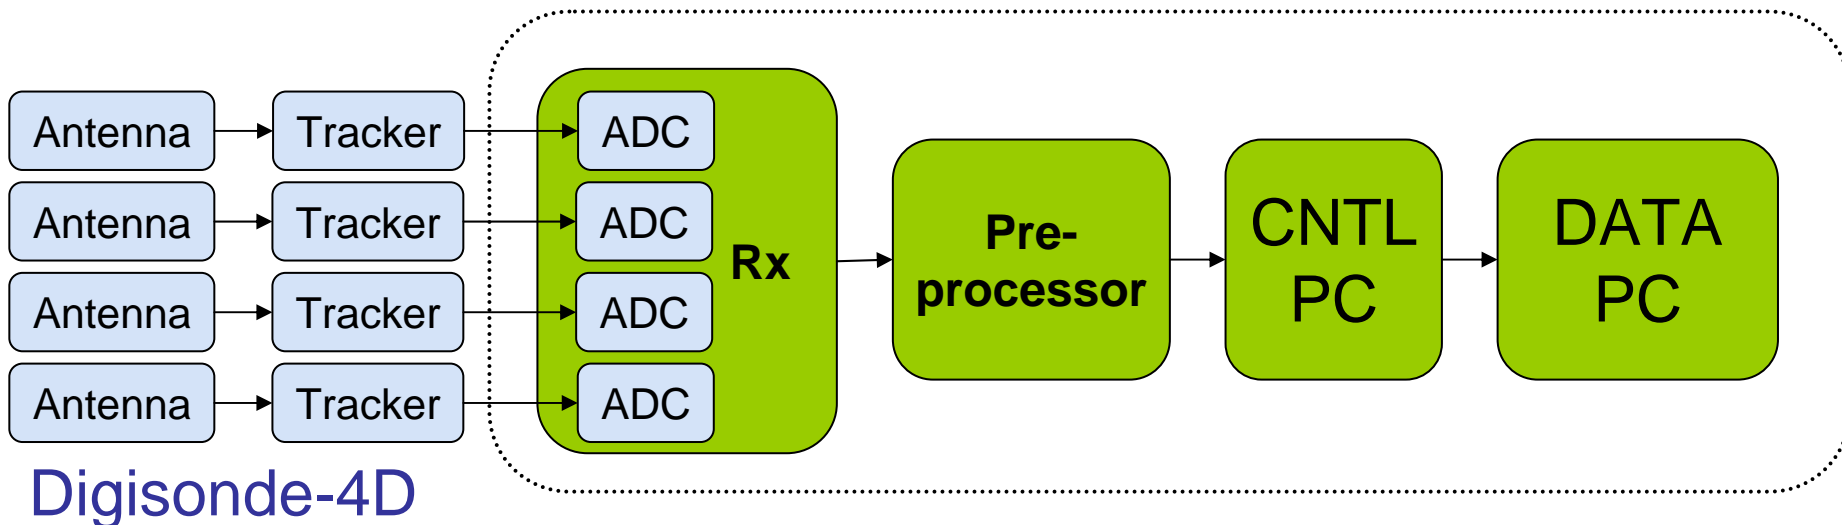 Antenna Tracker ADC
Antenna Tracker ADC
Antenna Tracker ADC
Antenna Tracker ADC
Rx
Pre-
processor
CNTL
PC
DATA
PC
Digisonde-4D